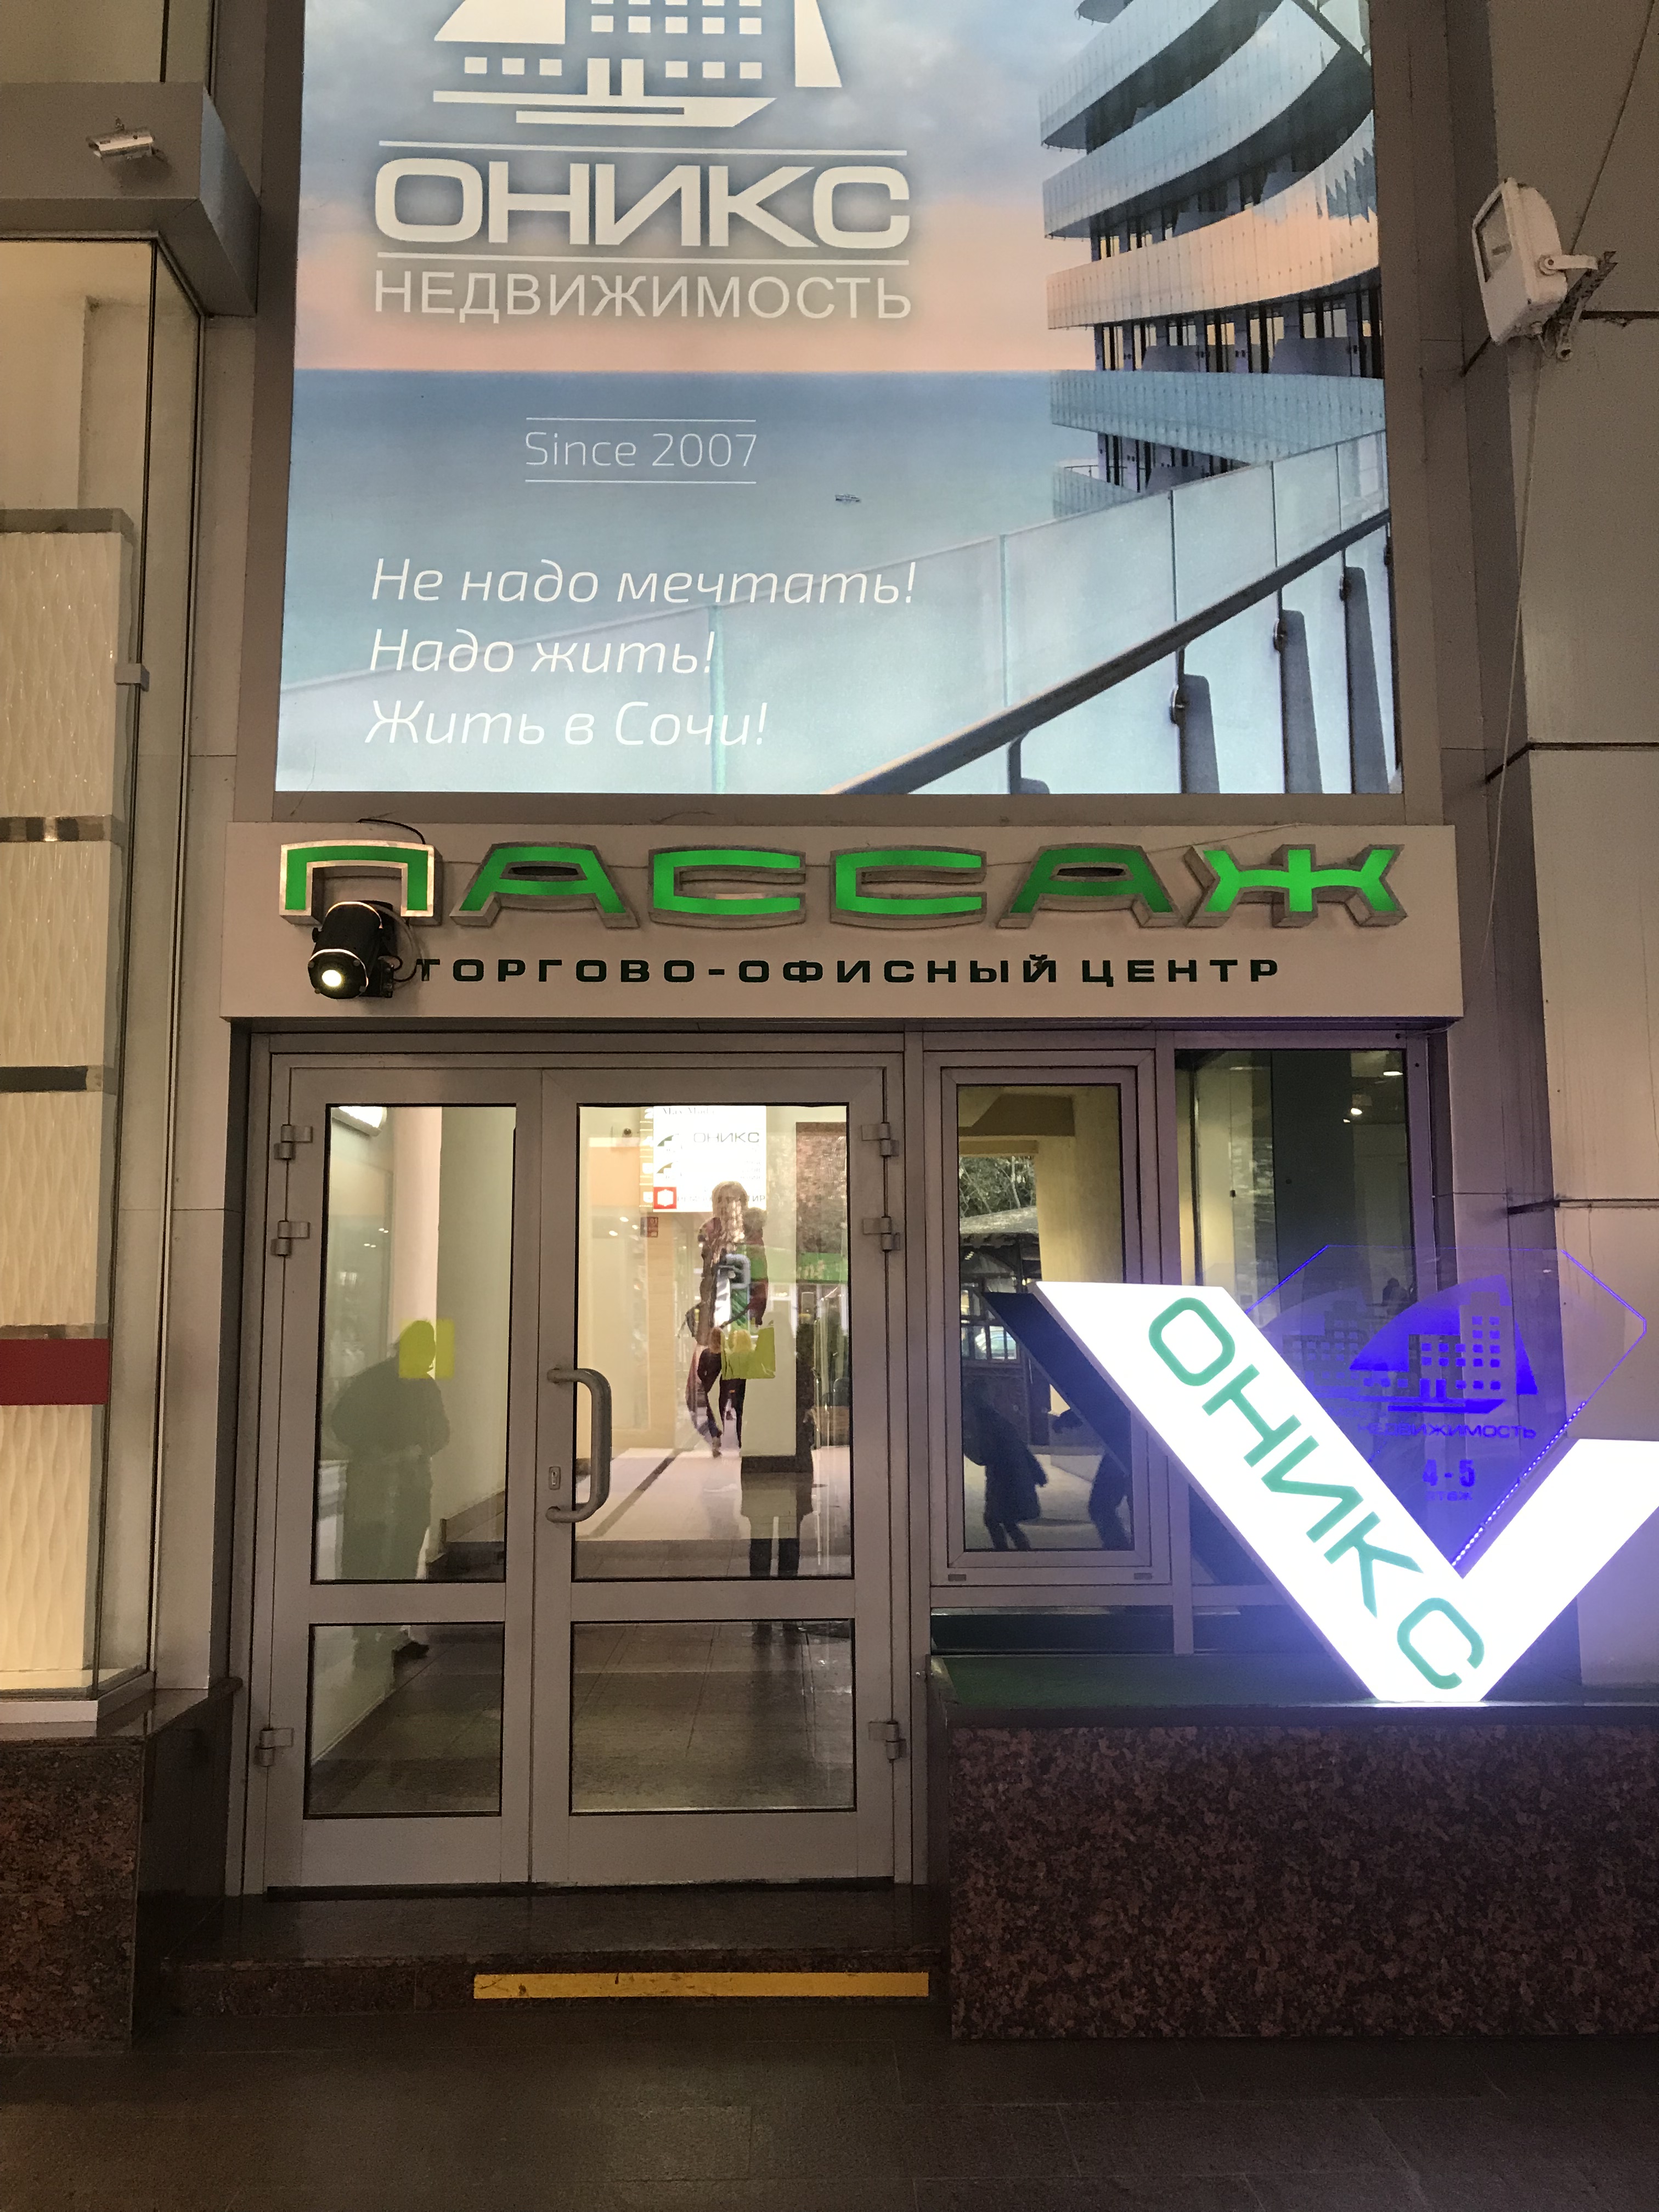 ОНИКС
НЕДВИЖИМОСТЬ
Since 2007
Не надо мечтать!
Надо жить!
Жить в Сочи!
ПАССАЖ
ТОРГОВО-ОФИСНЫЙ ЦЕНТР
ОНИКС
ОНИКС
НЕДВИЖИМОСТЬ
4-5
этаж